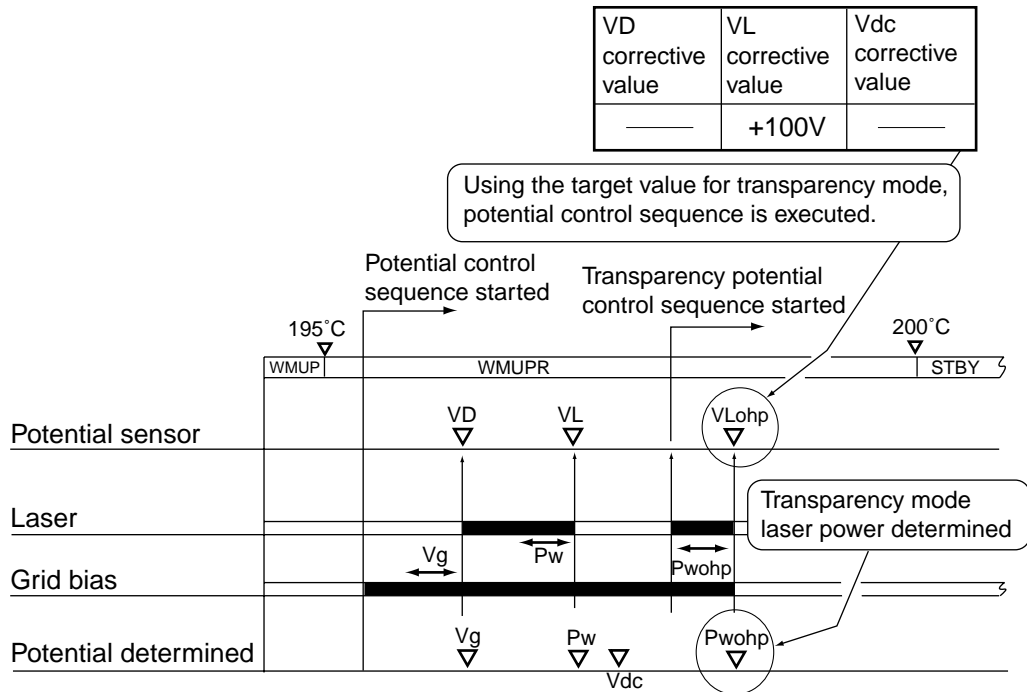 VD corrective value
VL corrective value
Vdc corrective value
+100V
Using the target value for transparency mode,
potential control sequence is executed.
Potential control
sequence started
Transparency potential
control sequence started
195˚C
200˚C
WMUP
WMUPR
STBY
VD
VL
VLohp
Potential sensor
Transparency mode
laser power determined
Laser
Vg
Pw
Pwohp
Grid bias
Vg
Pw
Pwohp
Potential determined
Vdc